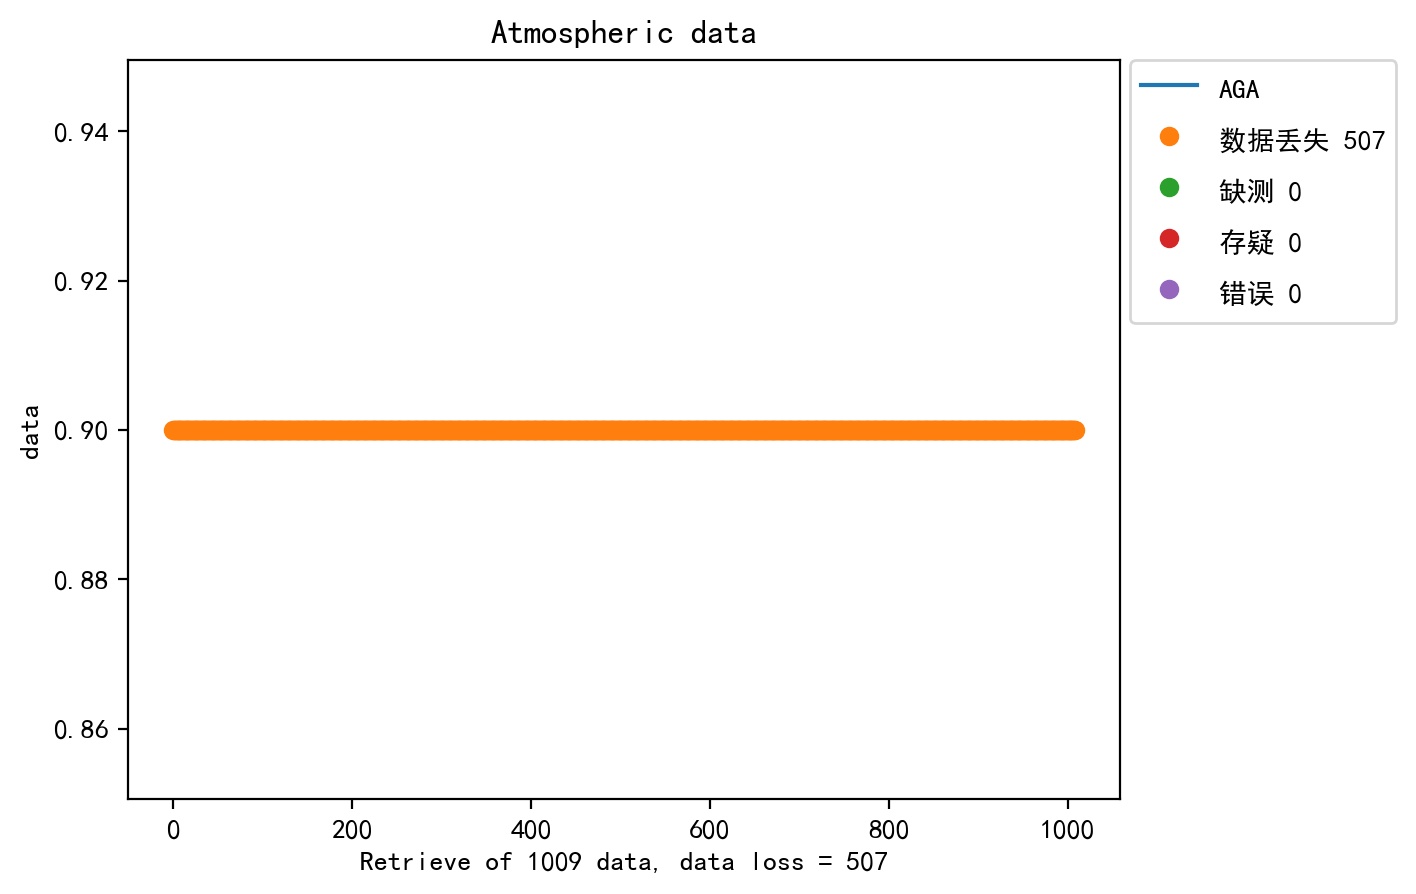 Atmospheric data
AGA
数据丢失 507
缺测 0
存疑 0
错误 0
0.94
0.92
0.90
0.88
0.86
data
0 200 400 600 800 1000
Retrieve of 1009 data, data loss = 507